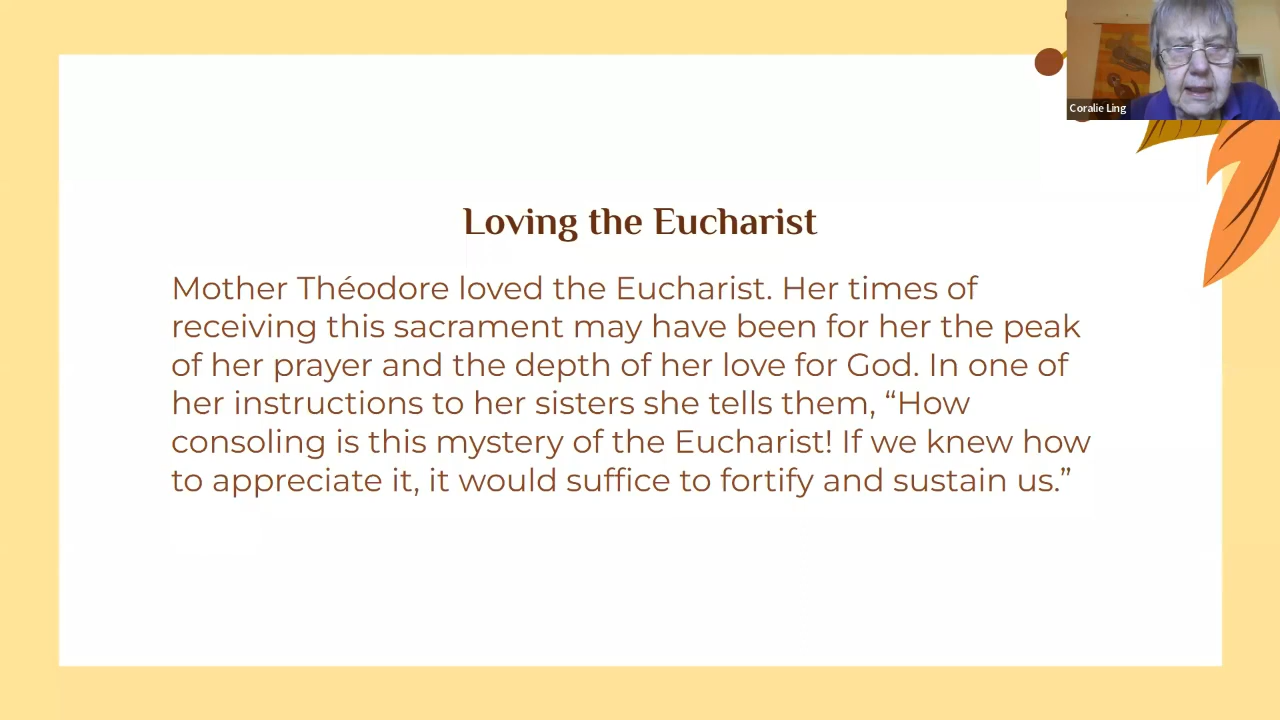 Coralie Ling
Loving the Eucharist
Mother Théodore loved the Eucharist. Her times of
receiving this sacrament may have been for her the peak
of her prayer and the depth of her love for God. In one of
her instructions to her sisters she tells them, “How
consoling is this mystery of the Eucharist! If we knew how
to appreciate it, it would suffice to fortify and sustain us.”